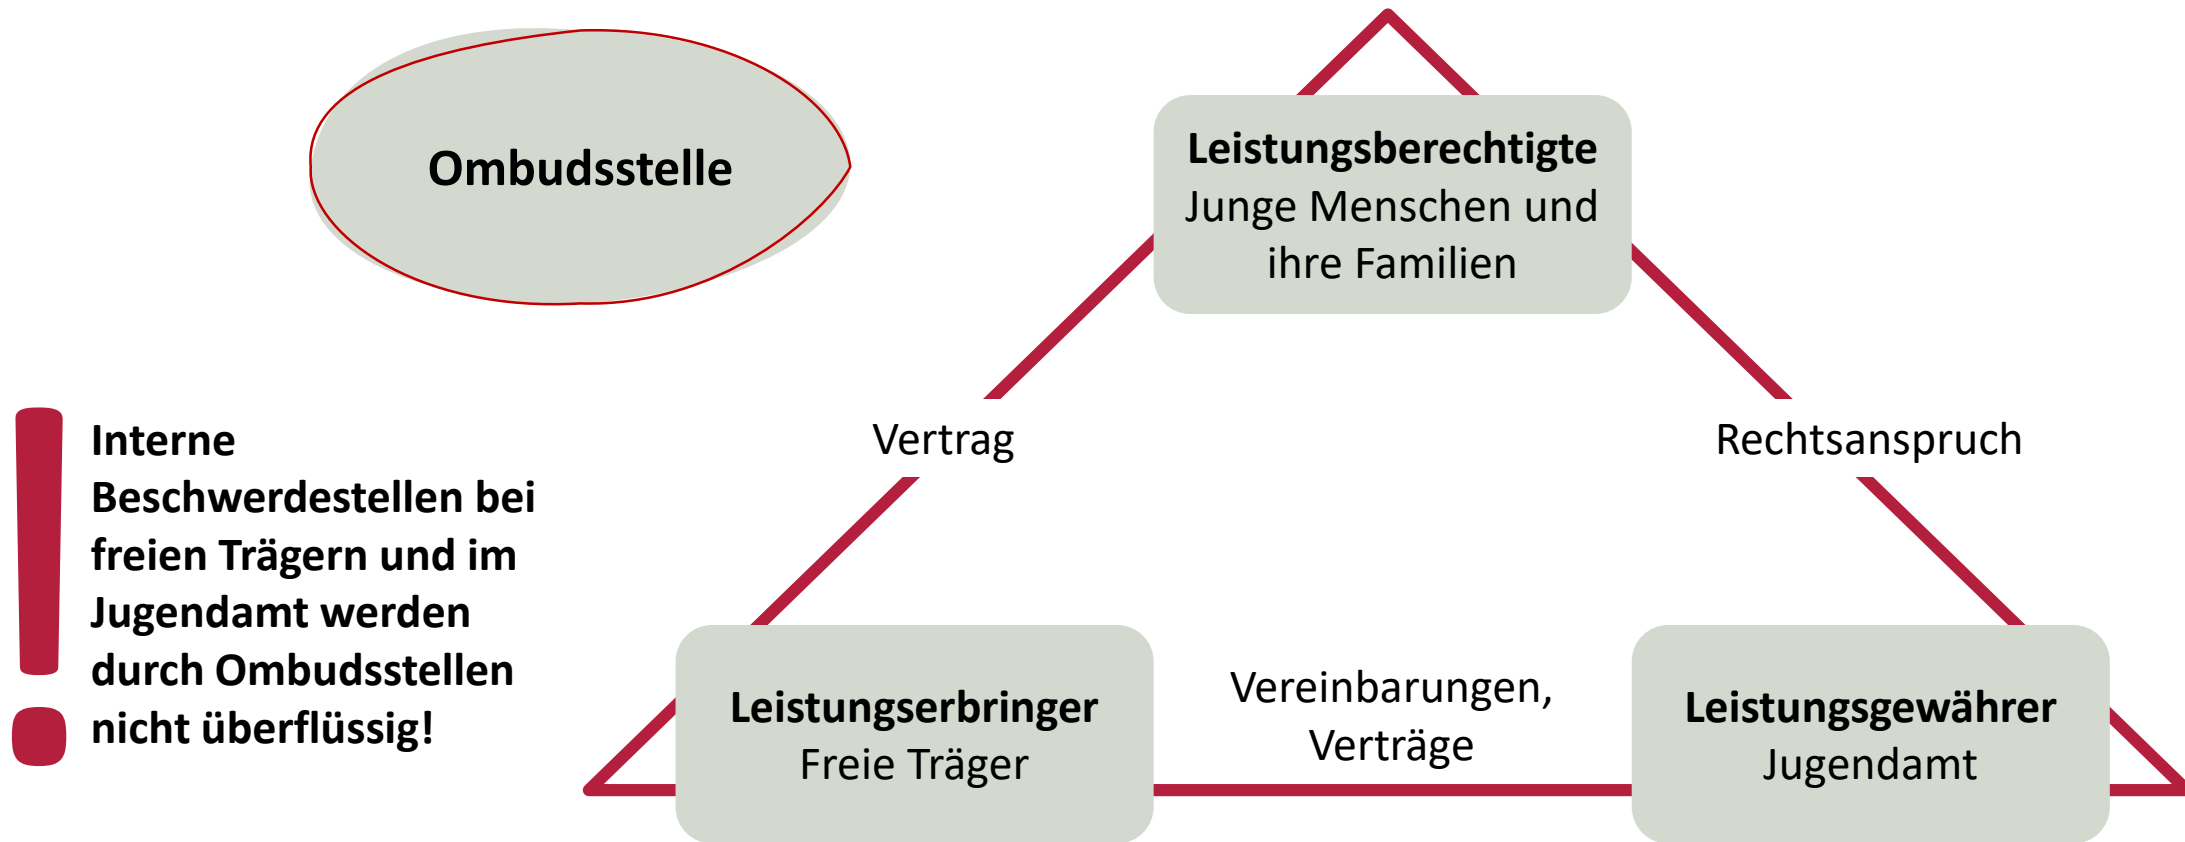 Ombudsstelle
Leistungsberechtigte
Junge Menschen und
ihre Familien
Vertrag
Rechtsanspruch
Interne
Beschwerdestellen bei
freien Trägern und im
Jugendamt werden
durch Ombudsstellen
nicht überflüssig!
Leistungserbringer
Freie Träger
Vereinbarungen,
Verträge
Leistungsgewährer
Jugendamt